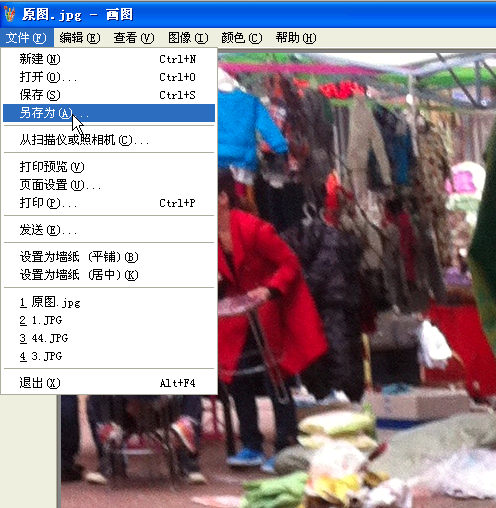 原图.jpg - 画图
文件(F) 编辑(E) 查看(V) 图像(I) 颜色(C) 帮助(H)
新建(N) Ctrl+N
打开(O)... Ctrl+O
保存(S) Ctrl+S
另存为(A)...
从扫描仪或照相机(C)...
打印预览(V)
页面设置(U)...
打印(P)... Ctrl+P
发送(E)...
设置为墙纸 (平铺)(B)
设置为墙纸 (居中)(K)
1 原图.jpg
2 1.JPG
3 44.JPG
4 3.JPG
退出(X) Alt+F4